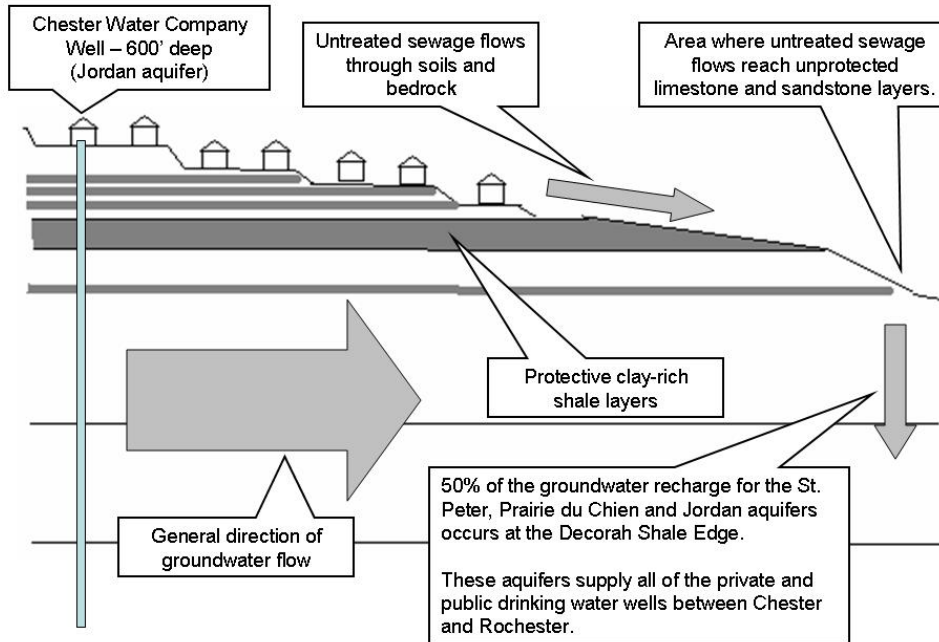 Chester Water Company
Well – 600' deep
(Jordan aquifer)
Untreated sewage flows
through soils and
bedrock
Area where untreated sewage
flows reach unprotected
limestone and sandstone layers.
Protective clay-rich
shale layers
General direction of
groundwater flow
50% of the groundwater recharge for the St.
Peter, Prairie du Chien and Jordan aquifers
occurs at the Decorah Shale Edge.
These aquifers supply all of the private and
public drinking water wells between Chester
and Rochester.